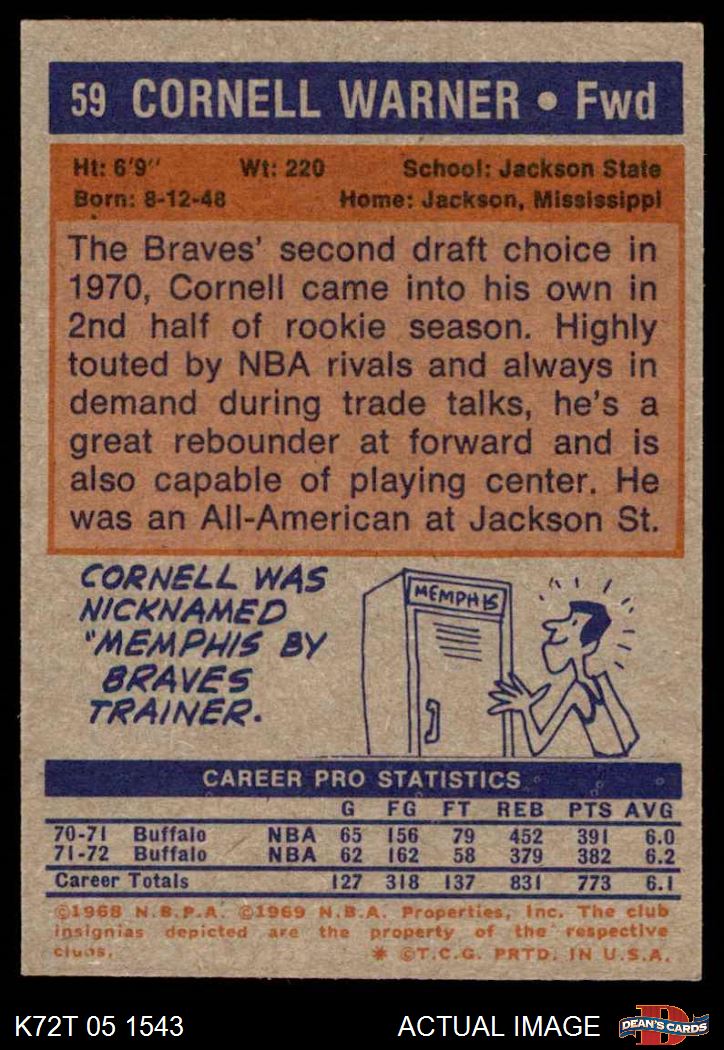 59 CORNELL WARNER • Fwd
Ht: 6'9" Wt: 220 School: Jackson State
Born: 8-12-48 Home: Jackson, Mississippi
The Braves' second draft choice in
1970, Cornell came into his own in
2nd half of rookie season. Highly
touted by NBA rivals and always in
demand during trade talks, he's a
great rebounder at forward and is
also capable of playing center. He
was an All-American at Jackson St.
CORNELL WAS
NICKNAMED
"MEMPHIS BY
BRAVES
TRAINER.
MEMPHIS
CAREER PRO STATISTICS
G FG FT REB PTS AVG
70-71 Buffalo NBA 65 156 79 452 391 6.0
71-72 Buffalo NBA 62 162 58 379 382 6.2
Career Totals 127 318 137 831 773 6.1
©1968 N.B.P.A. ©1969 N.B.A. Properties, Inc. The club
insignias depicted are the property of the respective
clubs. * ©T.C.G. PRTD. IN U.S.A.
K72T 05 1543 ACTUAL IMAGE
D
DEAN'S CARDS